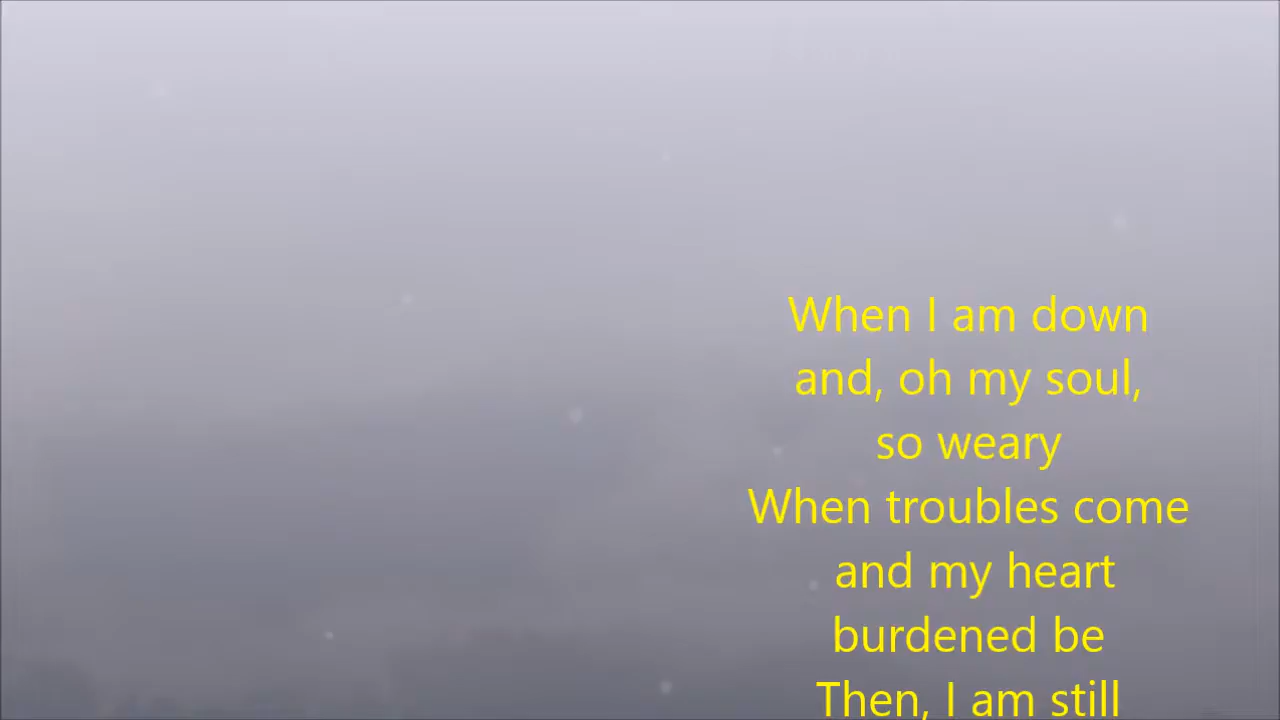 When I am down
and, oh my soul,
so weary
When troubles come
and my heart
burdened be
Then, I am still